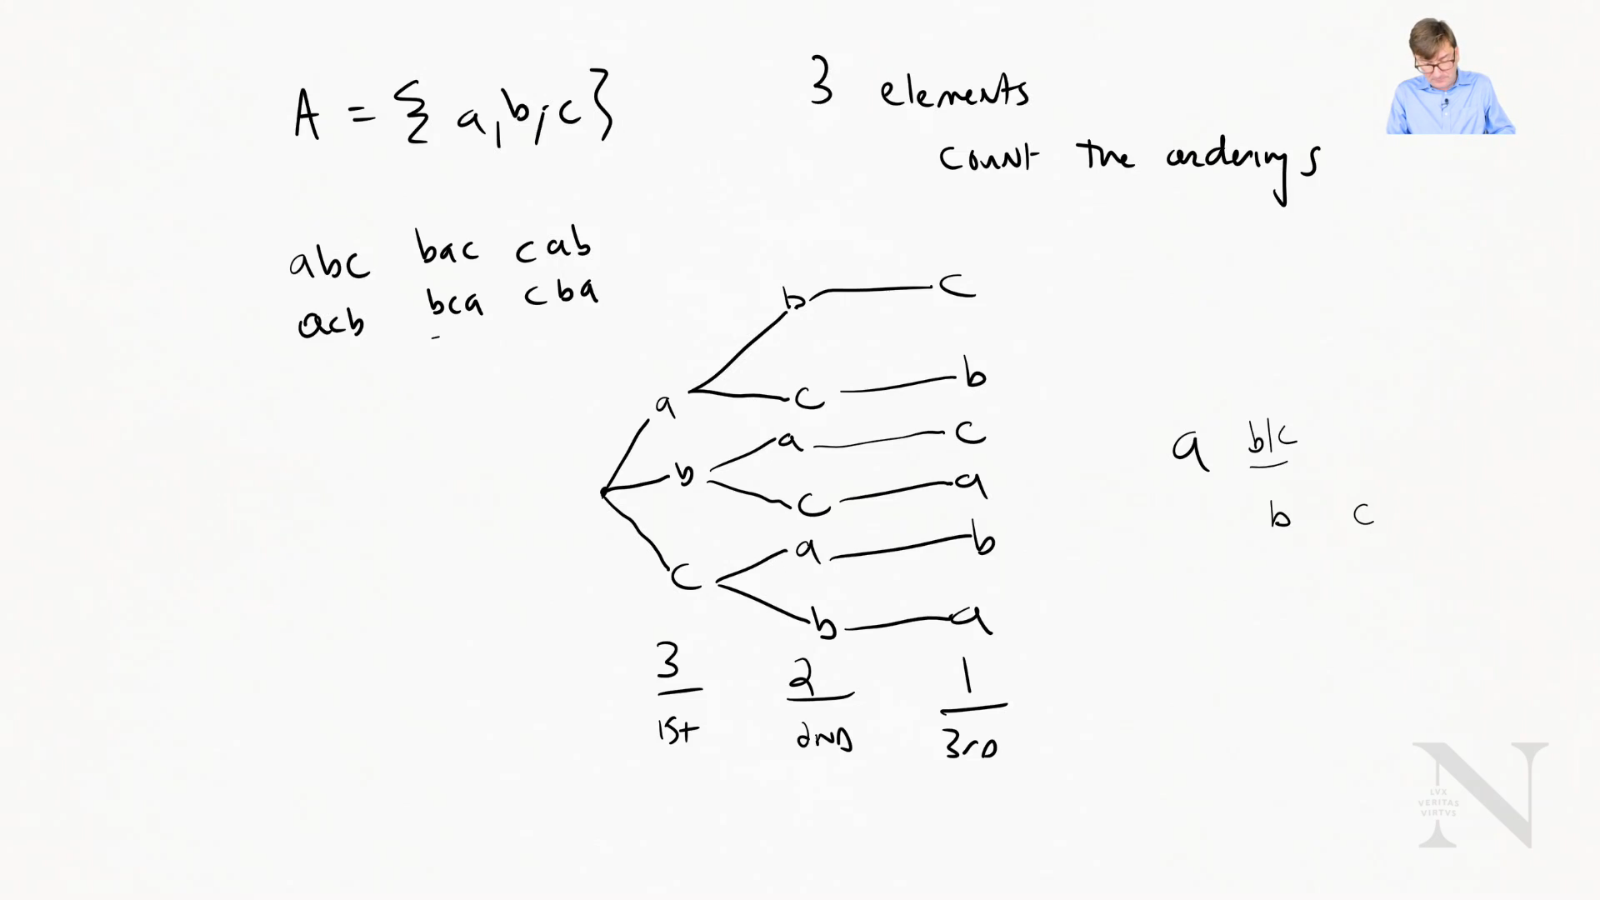 A = { a, b, c }
3 elements
count the orderings
abc bac cab
acb bca cba
b c
c b
a
a c
b
c a
a b
c
b a
3 2 1
1st 2ND 3rD
a b/c
b c
N
LVX
VERITAS
VIRTVS